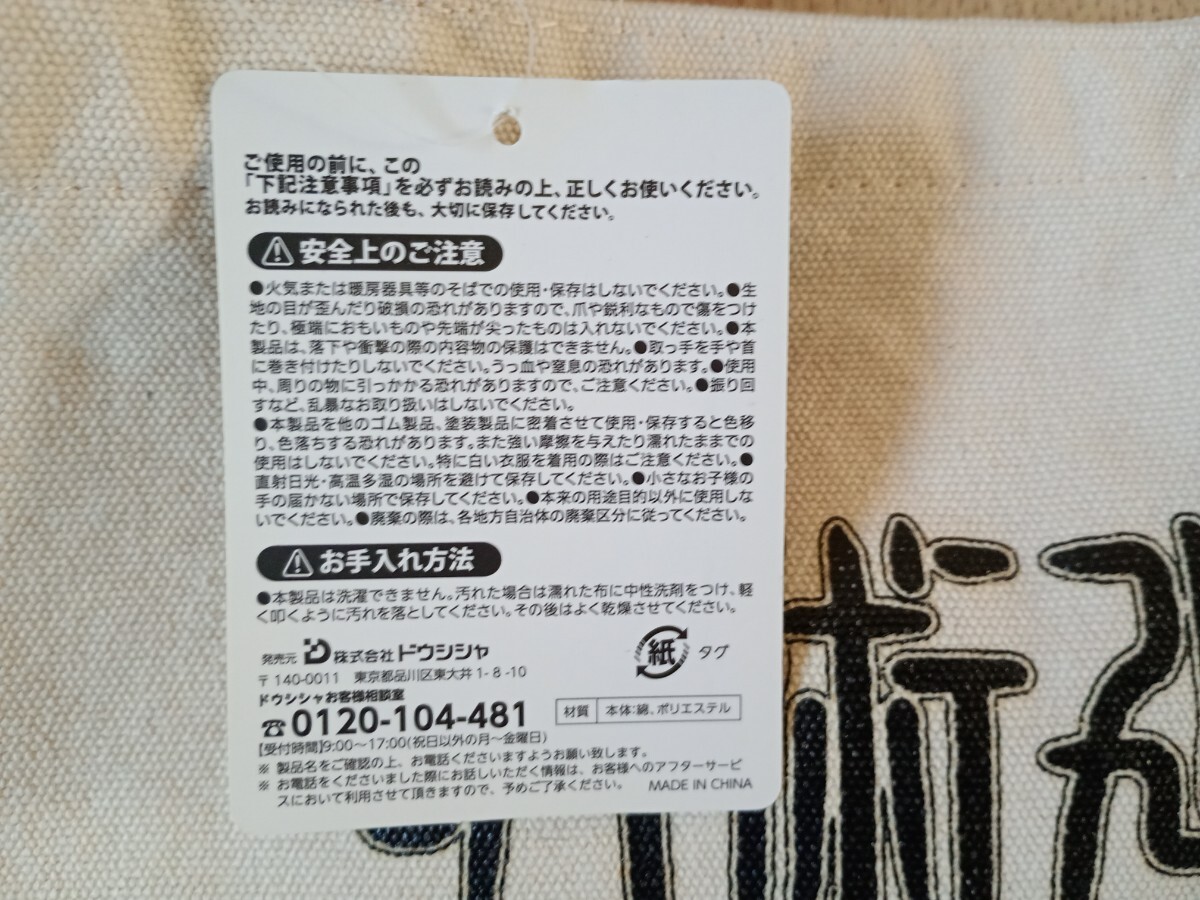 ご使用の前に、この
「下記注意事項」を必ずお読みの上、正しくお使いください。
お読みになられた後も、大切に保存してください。
安全上のご注意
●火気または暖房器具等のそばでの使用・保存はしないでください。●生
地の目が歪んだり破損の恐れがありますので、爪や鋭利なもので傷をつけ
たり、極端におもいものや先端が尖ったものは入れないでください。●本
製品は、落下や衝撃の際の内容物の保護はできません。●取っ手を手や首
に巻き付けたりしないでください。うっ血や窒息の恐れがあります。●使用
中、周りの物に引っかかる恐れがありますので、ご注意ください。●振り回
すなど、乱暴なお取り扱いはしないでください。
●本製品を他のゴム製品、塗装製品に密着させて使用・保存すると色移
り、色落ちする恐れがあります。また強い摩擦を与えたり濡れたままでの
使用はしないでください。特に白い衣服を着用の際はご注意ください。●
直射日光・高温多湿の場所を避けて保存してください。●小さなお子様の
手の届かない場所で保存してください。●本来の用途目的以外に使用しな
いでください。●廃棄の際は、各地方自治体の廃棄区分に従ってください。
お手入れ方法
●本製品は洗濯できません。汚れた場合は濡れた布に中性洗剤をつけ、軽
く叩くように汚れを落としてください。その後はよく乾燥させてください。
発売元 株式会社ドウシシャ
〒140-0011 東京都品川区東大井1-8-10
紙 タグ
ドウシシャお客様相談室
☎0120-104-481
材質 本体:綿、ポリエステル
【受付時間】9:00〜17:00(祝日以外の月〜金曜日)
※ 製品名をご確認の上、お電話くださいますようお願い致します。
※ お電話をくださいました際にお話しいただく情報は、お客様へのアフターサービ
スにおいて利用させて頂きますので、予めご了承ください。 MADE IN CHINA